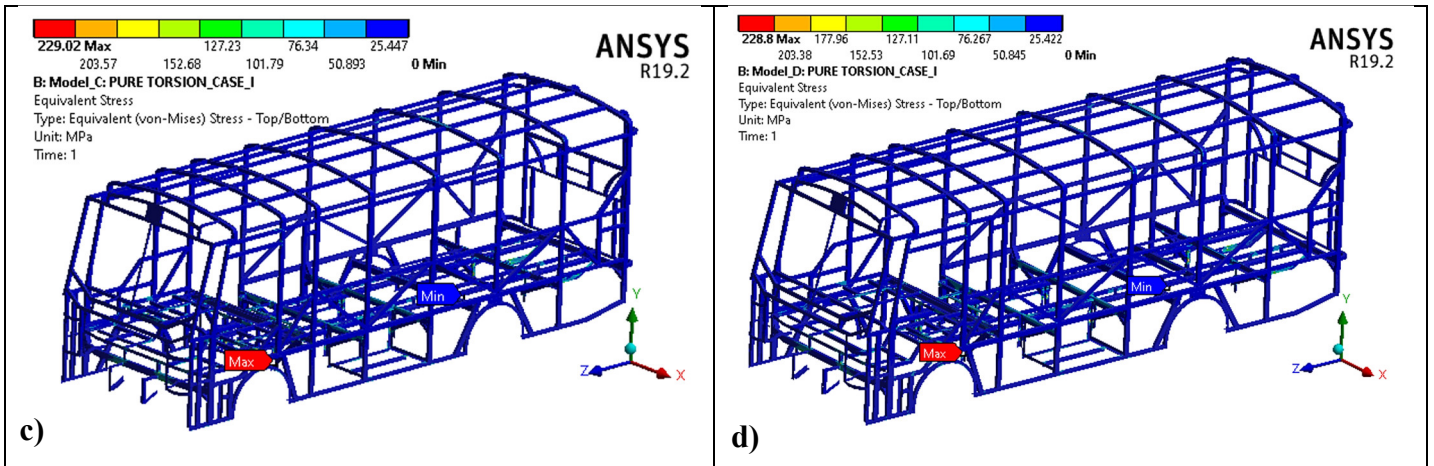 229.02 Max 127.23 76.34 25.447
203.57 152.68 101.79 50.893 0 Min
ANSYS
R19.2
B: Model_C: PURE TORSION_CASE_I
Equivalent Stress
Type: Equivalent (von-Mises) Stress - Top/Bottom
Unit: MPa
Time: 1
Min
Max
Y
Z
X
c)
228.8 Max 177.96 127.11 76.267 25.422
203.38 152.53 101.69 50.845 0 Min
ANSYS
R19.2
B: Model_D: PURE TORSION_CASE_I
Equivalent Stress
Type: Equivalent (von-Mises) Stress - Top/Bottom
Unit: MPa
Time: 1
Min
Max
Y
Z
X
d)